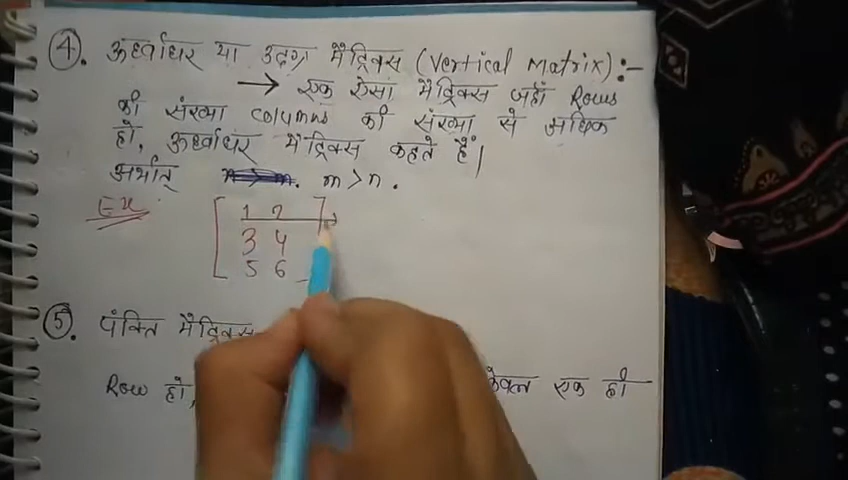 4. ऊर्ध्वाधर या उदग्र मैट्रिक्स (Vertical Matrix):-
→ एक ऐसा मैट्रिक्स जहाँ Rows
की संख्या columns की संख्या से अधिक
हो, ऊर्ध्वाधर मैट्रिक्स कहते हैं|
अर्थात् m > n .
Ex
1 2
3 4
5 6
5. पंक्ति मैट्रिक्स
Row हो, केवल एक ही